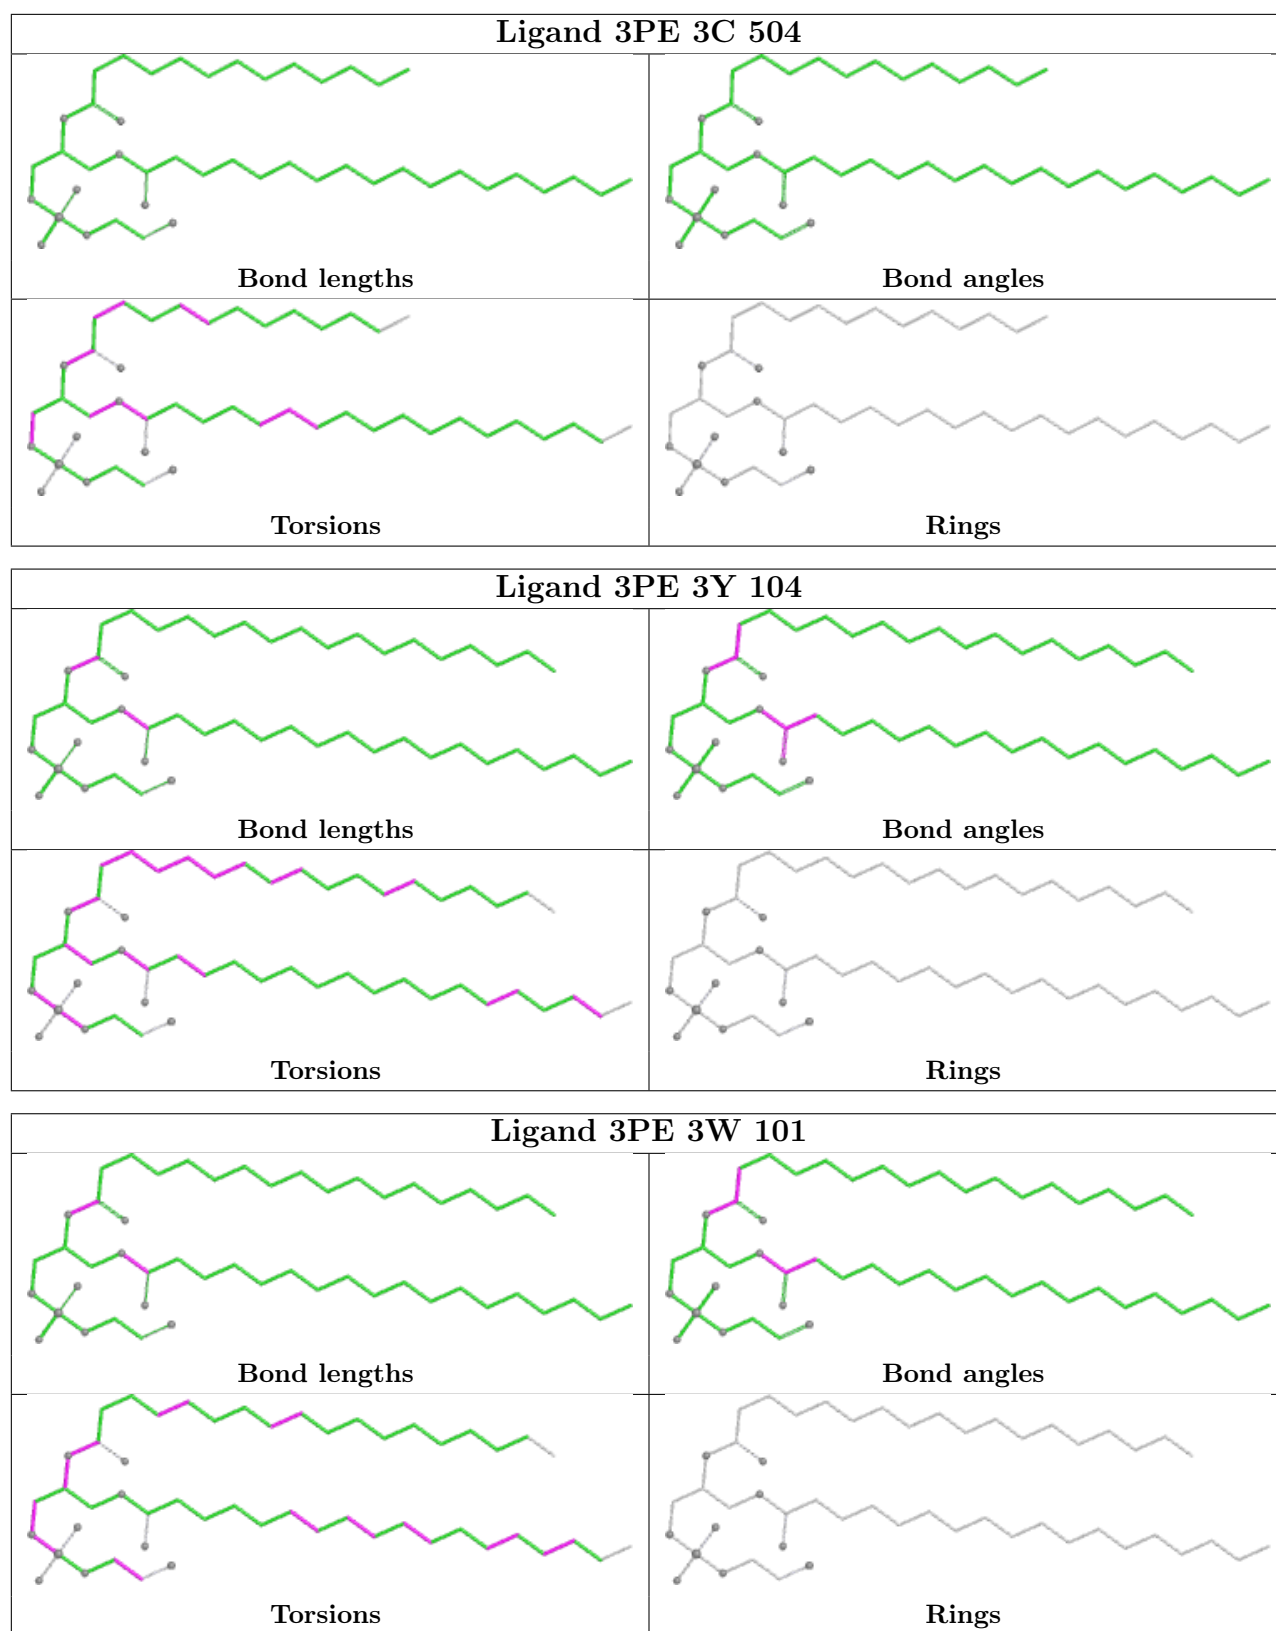 Ligand 3PE 3C 504
Bond lengths
Bond angles
Torsions
Rings
Ligand 3PE 3Y 104
Bond lengths
Bond angles
Torsions
Rings
Ligand 3PE 3W 101
Bond lengths
Bond angles
Torsions
Rings